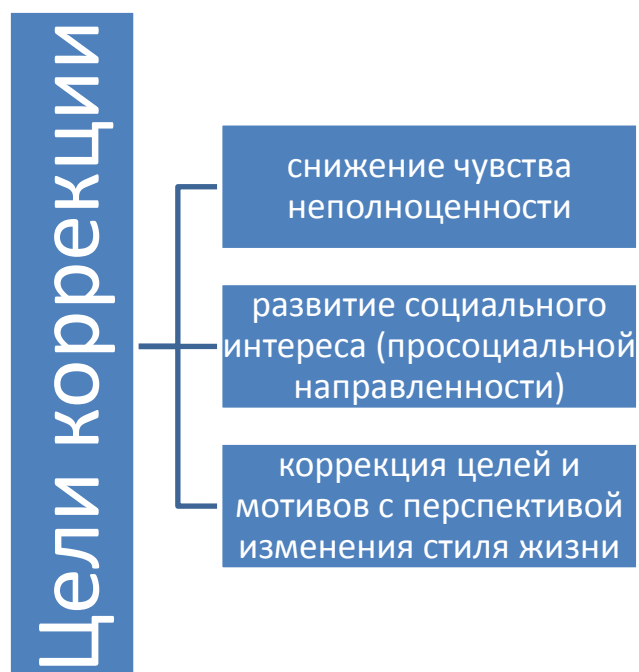 Цели коррекции
снижение чувства
неполноценности
развитие социального
интереса (просоциальной
направленности)
коррекция целей и
мотивов с перспективой
изменения стиля жизни